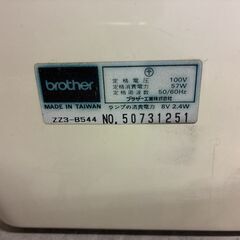 brother
MADE IN TAIWAN
定格電圧 100V
定格消費電力 57W
定格周波数 50/60Hz
ブラザー工業株式会社
ランプの消費電力 8V 2.4W
ZZ3-B544 NO.50731251